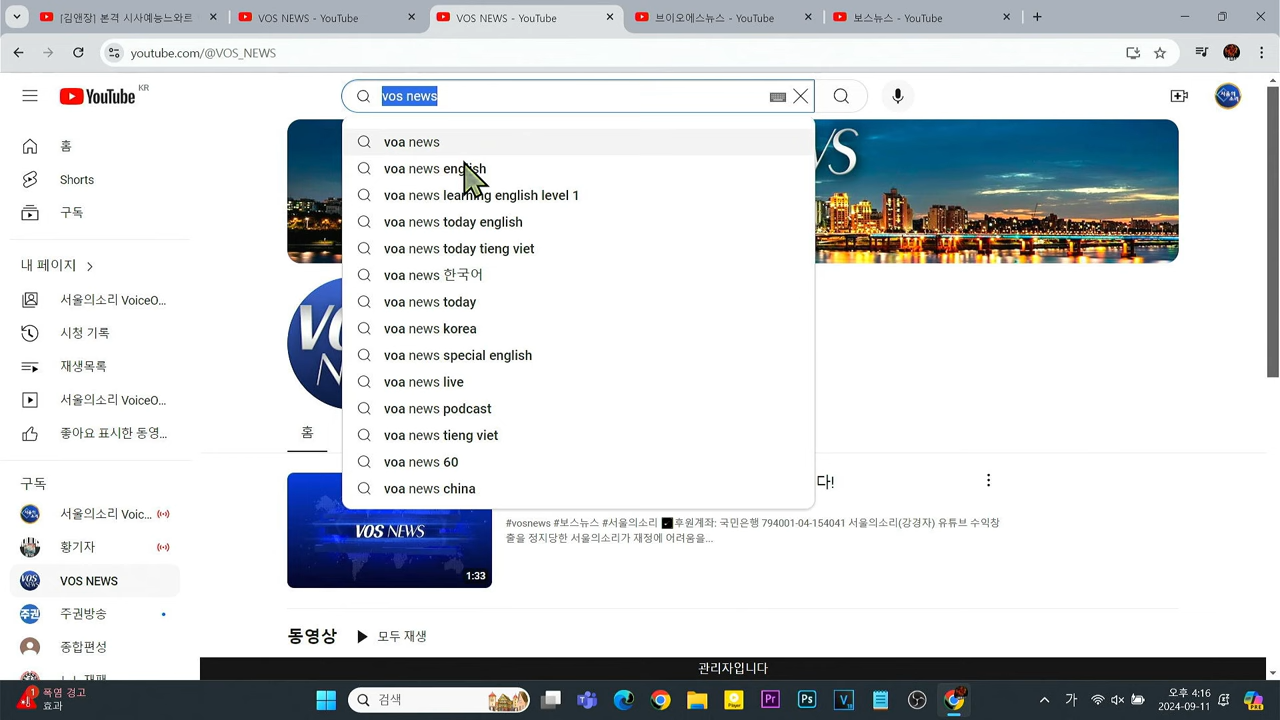 [김앤장] 본격 시사예능느와르
VOS NEWS - YouTube
VOS NEWS - YouTube
브이오에스뉴스 - YouTube
보스뉴스 - YouTube
youtube.com/@VOS_NEWS
YouTube KR
vos news
voa news
voa news english
voa news learning english level 1
voa news today english
voa news today tieng viet
voa news 한국어
voa news today
voa news korea
voa news special english
voa news live
voa news podcast
voa news tieng viet
voa news 60
voa news china
홈
Shorts
구독
내 페이지
서울의소리 VoiceO...
시청 기록
재생목록
서울의소리 VoiceO...
좋아요 표시한 동영...
구독
서울의소리 Voic...
황기자
VOS NEWS
주권방송
종합편성
홈
다!
VOS NEWS
1:33
#vosnews #보스뉴스 #서울의소리 후원계좌: 국민은행 794001-04-154041 서울의소리(강경자) 유튜브 수익창
출을 정지당한 서울의소리가 재정에 어려움을...
동영상
모두 재생
관리자입니다
1
폭염 경고
효과
검색
가
오후 4:16
2024-09-11